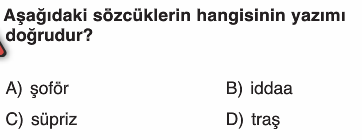 Aşağıdaki sözcüklerin hangisinin yazımı
doğrudur?
A) şoför
B) iddaa
C) süpriz
D) traş